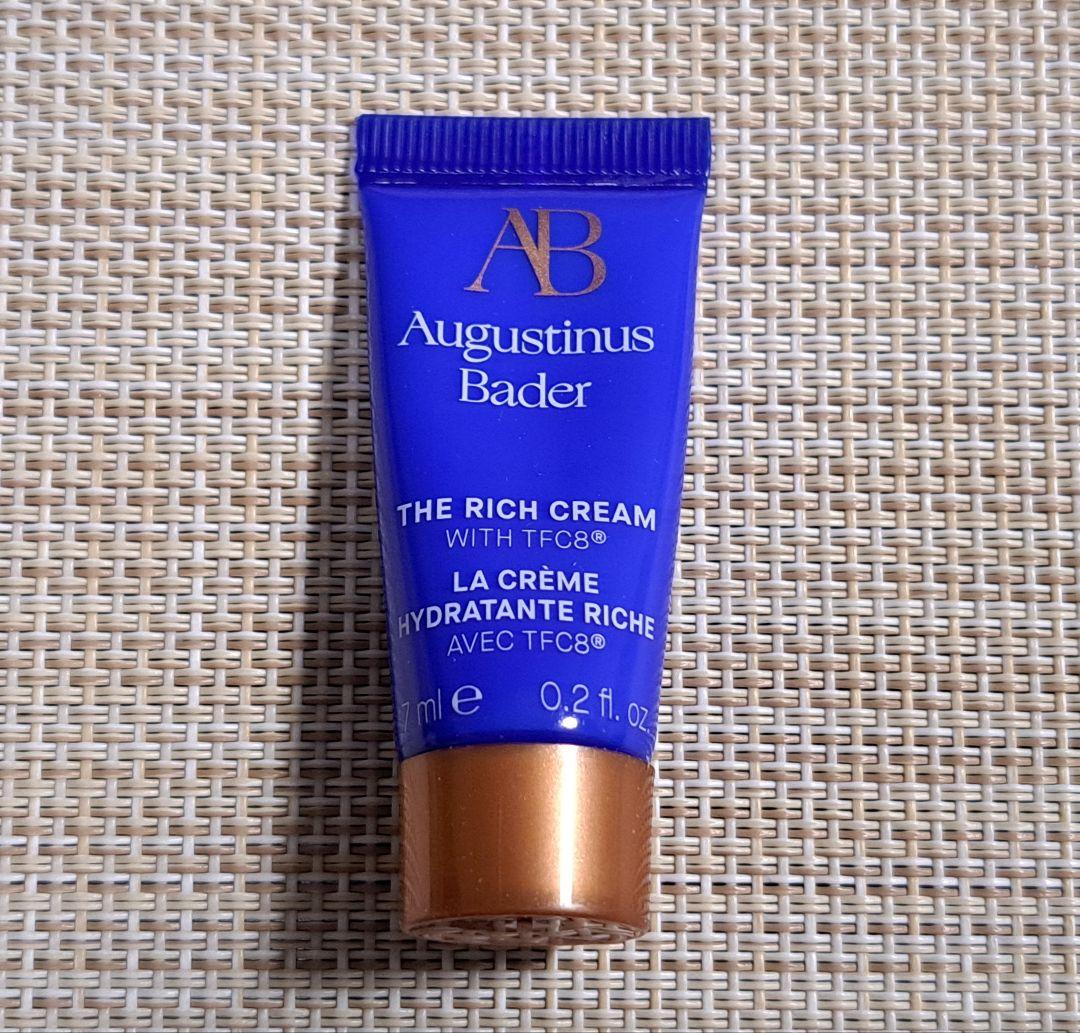 AB
Augustinus
Bader
THE RICH CREAM
WITH TFC8®
LA CRÈME
HYDRATANTE RICHE
AVEC TFC8®
7 ml e 0.2 fl. oz.